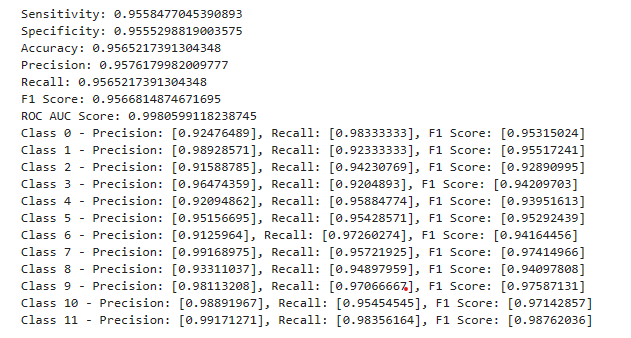 Sensitivity: 0.9558477045390893
Specificity: 0.9555298819003575
Accuracy: 0.9565217391304348
Precision: 0.9576179982009777
Recall: 0.9565217391304348
F1 Score: 0.9566814874671695
ROC AUC Score: 0.9980599118238745
Class 0 - Precision: [0.92476489], Recall: [0.98333333], F1 Score: [0.95315024]
Class 1 - Precision: [0.98928571], Recall: [0.92333333], F1 Score: [0.95517241]
Class 2 - Precision: [0.91588785], Recall: [0.94230769], F1 Score: [0.92890995]
Class 3 - Precision: [0.96474359], Recall: [0.9204893], F1 Score: [0.94209703]
Class 4 - Precision: [0.92094862], Recall: [0.95884774], F1 Score: [0.93951613]
Class 5 - Precision: [0.95156695], Recall: [0.95428571], F1 Score: [0.95292439]
Class 6 - Precision: [0.9125964], Recall: [0.97260274], F1 Score: [0.94164456]
Class 7 - Precision: [0.99168975], Recall: [0.95721925], F1 Score: [0.97414966]
Class 8 - Precision: [0.93311037], Recall: [0.94897959], F1 Score: [0.94097808]
Class 9 - Precision: [0.98113208], Recall: [0.97066667], F1 Score: [0.97587131]
Class 10 - Precision: [0.98891967], Recall: [0.95454545], F1 Score: [0.97142857]
Class 11 - Precision: [0.99171271], Recall: [0.98356164], F1 Score: [0.98762036]